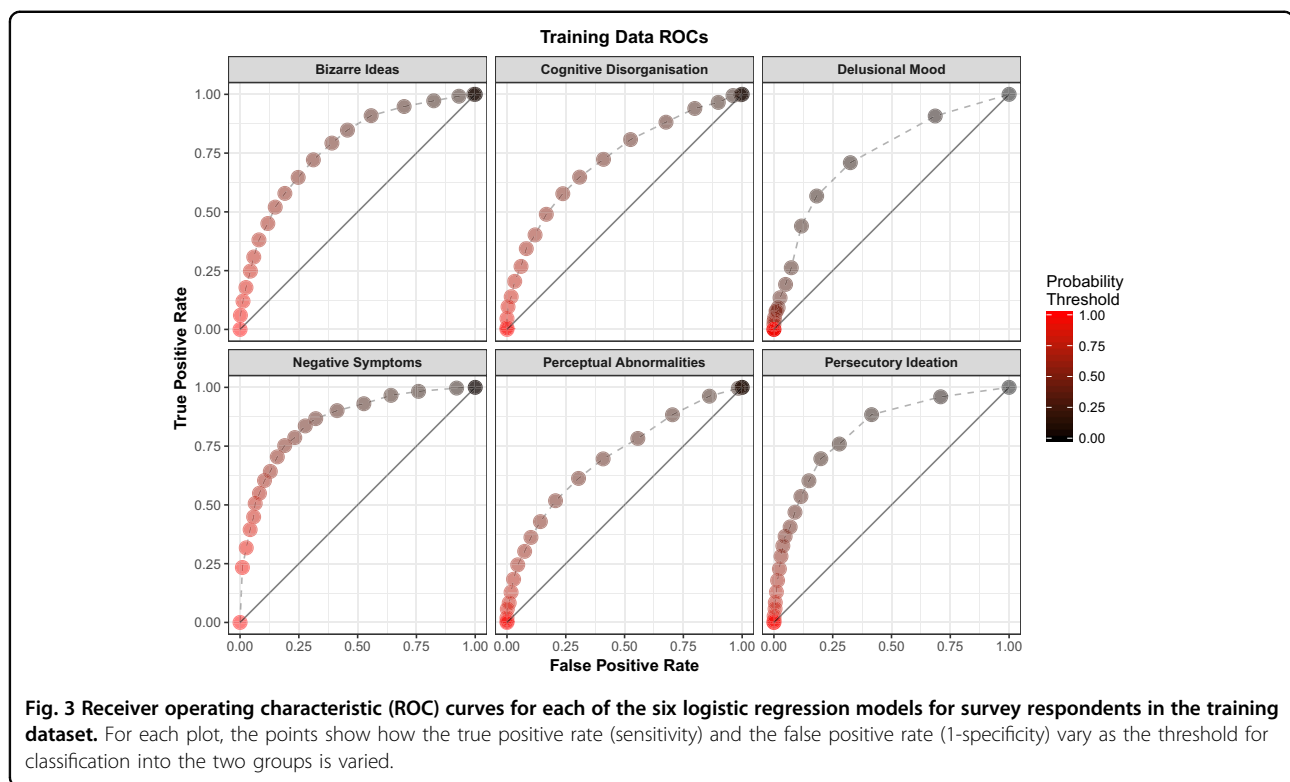 Training Data ROCs
Bizarre Ideas
Cognitive Disorganisation
Delusional Mood
1.00
0.75
0.50
0.25
0.00
Negative Symptoms
Perceptual Abnormalities
Persecutory Ideation
1.00
0.75
0.50
0.25
0.00
0.00 0.25 0.50 0.75 1.00
0.00 0.25 0.50 0.75 1.00
0.00 0.25 0.50 0.75 1.00
True Positive Rate
False Positive Rate
Probability
Threshold
1.00
0.75
0.50
0.25
0.00
Fig. 3 Receiver operating characteristic (ROC) curves for each of the six logistic regression models for survey respondents in the training
dataset. For each plot, the points show how the true positive rate (sensitivity) and the false positive rate (1-specificity) vary as the threshold for
classification into the two groups is varied.